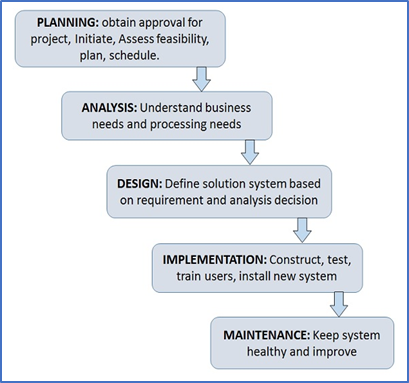 PLANNING: obtain approval for
project, Initiate, Assess feasibility,
plan, schedule.
ANALYSIS: Understand business
needs and processing needs
DESIGN: Define solution system based
on requirement and analysis decision
IMPLEMENTATION: Construct, test,
train users, install new system
MAINTENANCE: Keep system
healthy and improve